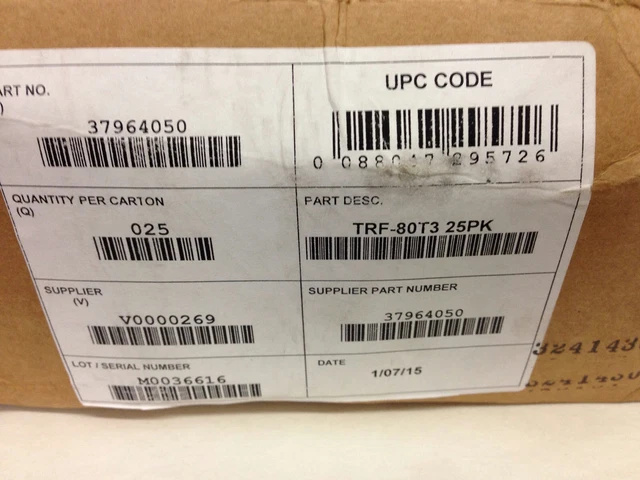 ART NO.
)
37964050
UPC CODE
0 088047 295726
QUANTITY PER CARTON
(Q)
025
PART DESC.
TRF-80T3 25PK
SUPPLIER
(V)
V0000269
SUPPLIER PART NUMBER
37964050
LOT / SERIAL NUMBER
M0036616
DATE
1/07/15
324143